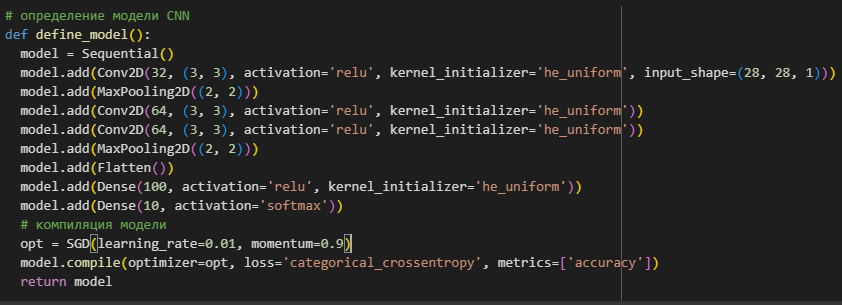 # определение модели CNN
def define_model():
  model = Sequential()
  model.add(Conv2D(32, (3, 3), activation='relu', kernel_initializer='he_uniform', input_shape=(28, 28, 1)))
  model.add(MaxPooling2D((2, 2)))
  model.add(Conv2D(64, (3, 3), activation='relu', kernel_initializer='he_uniform'))
  model.add(Conv2D(64, (3, 3), activation='relu', kernel_initializer='he_uniform'))
  model.add(MaxPooling2D((2, 2)))
  model.add(Flatten())
  model.add(Dense(100, activation='relu', kernel_initializer='he_uniform'))
  model.add(Dense(10, activation='softmax'))
  # компиляция модели
  opt = SGD(learning_rate=0.01, momentum=0.9)
  model.compile(optimizer=opt, loss='categorical_crossentropy', metrics=['accuracy'])
  return model